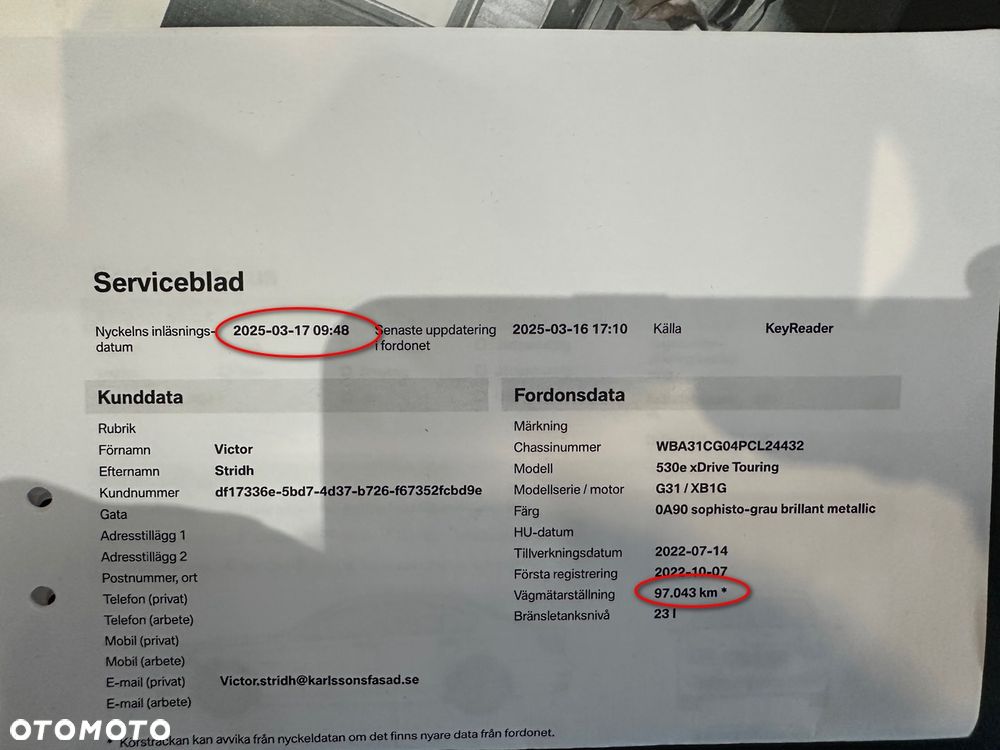 Serviceblad
Nyckelns inläsnings-datum 2025-03-17 09:48 Senaste uppdatering i fordonet 2025-03-16 17:10 Källa KeyReader
Kunddata
Rubrik
Förnamn Victor
Efternamn Stridh
Kundnummer df17336e-5bd7-4d37-b726-f67352fcbd9e
Gata
Adresstillägg 1
Adresstillägg 2
Postnummer, ort
Telefon (privat)
Telefon (arbete)
Mobil (privat)
Mobil (arbete)
E-mail (privat) Victor.stridh@karlssonsfasad.se
E-mail (arbete)
Fordonsdata
Märkning
Chassinummer WBA31CG04PCL24432
Modell 530e xDrive Touring
Modellserie / motor G31 / XB1G
Färg 0A90 sophisto-grau brillant metallic
HU-datum
Tillverkningsdatum 2022-07-14
Första registrering 2022-10-07
Vägmätarställning 97.043 km *
Bränsletanksnivå 23 l
* Körsträckan kan avvika från nyckeldatan om det finns nyare data från fordonet.
OTOMOTO